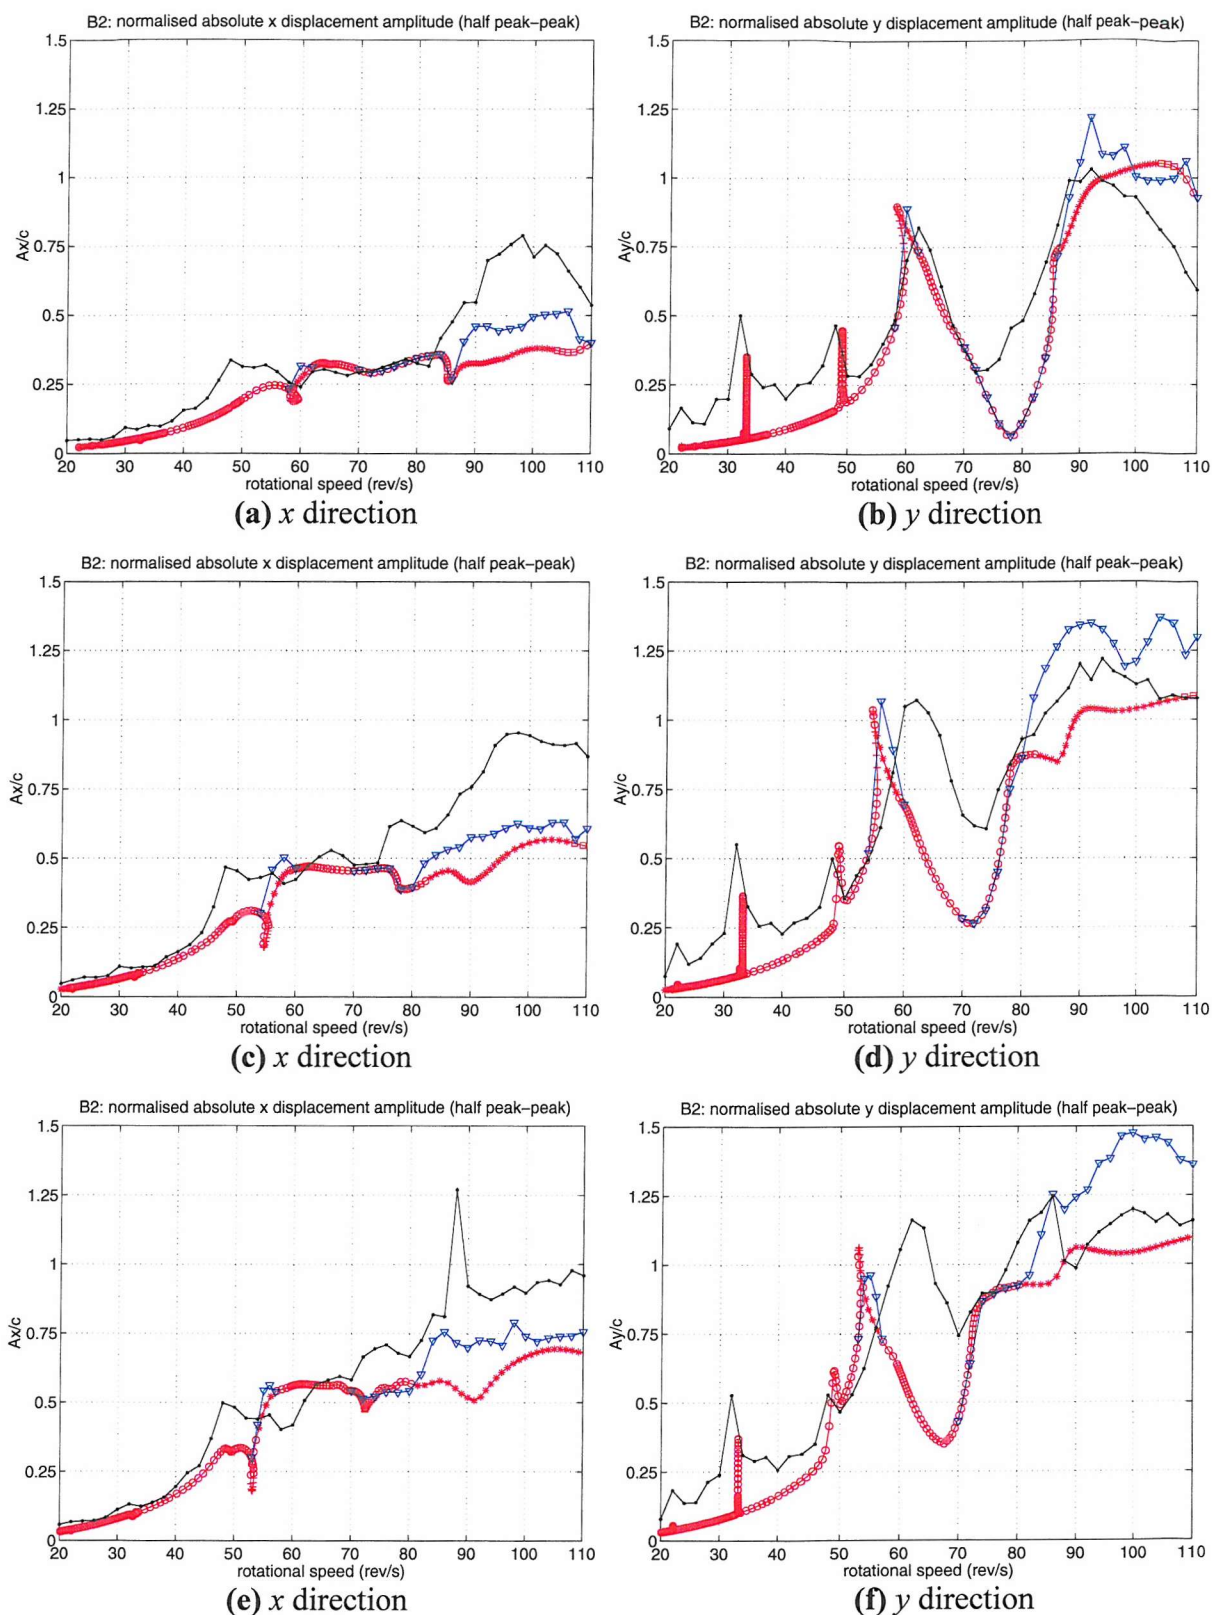 B2: normalised absolute x displacement amplitude (half peak–peak)
1.5
1.25
1
0.75
0.5
0.25
0
Ax/c
20 30 40 50 60 70 80 90 100 110
rotational speed (rev/s)
(a) x direction
B2: normalised absolute y displacement amplitude (half peak–peak)
1.5
1.25
1
0.75
0.5
0.25
0
Ay/c
20 30 40 50 60 70 80 90 100 110
rotational speed (rev/s)
(b) y direction
B2: normalised absolute x displacement amplitude (half peak–peak)
1.5
1.25
1
0.75
0.5
0.25
0
Ax/c
20 30 40 50 60 70 80 90 100 110
rotational speed (rev/s)
(c) x direction
B2: normalised absolute y displacement amplitude (half peak–peak)
1.5
1.25
1
0.75
0.5
0.25
0
Ay/c
20 30 40 50 60 70 80 90 100 110
rotational speed (rev/s)
(d) y direction
B2: normalised absolute x displacement amplitude (half peak–peak)
1.5
1.25
1
0.75
0.5
0.25
0
Ax/c
20 30 40 50 60 70 80 90 100 110
rotational speed (rev/s)
(e) x direction
B2: normalised absolute y displacement amplitude (half peak–peak)
1.5
1.25
1
0.75
0.5
0.25
0
Ay/c
20 30 40 50 60 70 80 90 100 110
rotational speed (rev/s)
(f) y direction